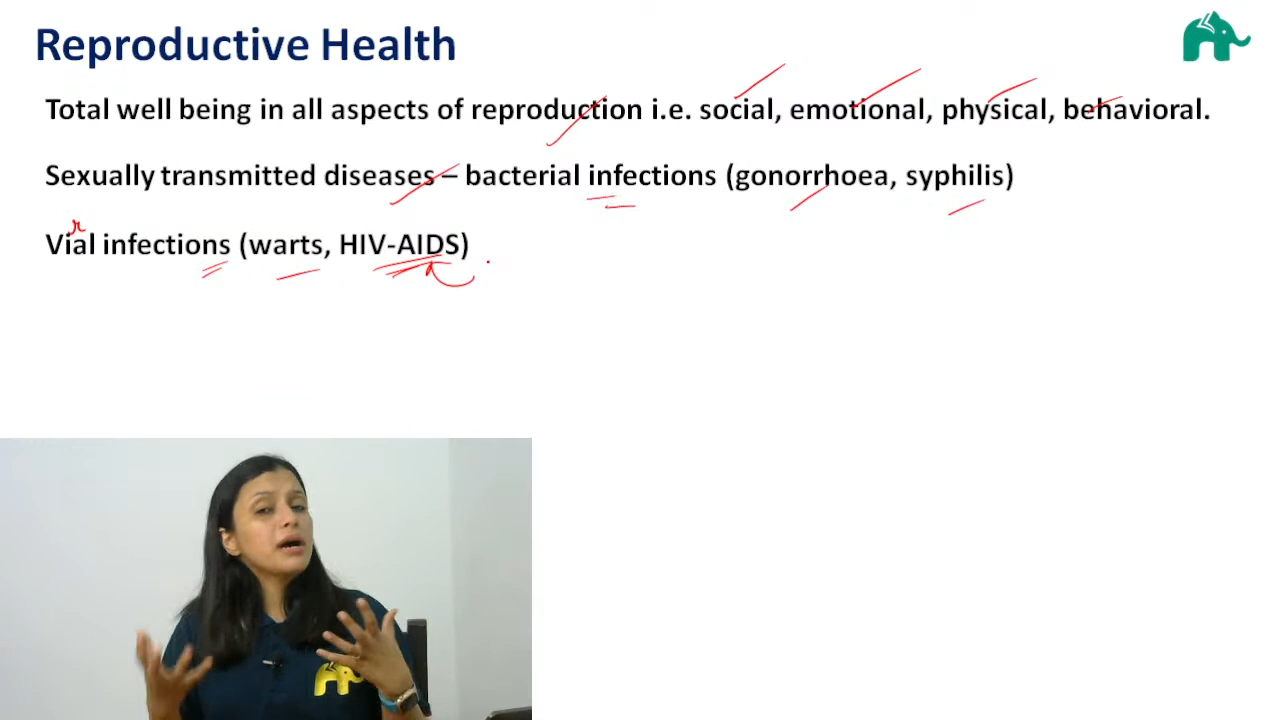 Reproductive Health
Total well being in all aspects of reproduction i.e. social, emotional, physical, behavioral.
Sexually transmitted diseases – bacterial infections (gonorrhoea, syphilis)
r
Vial infections (warts, HIV-AIDS)